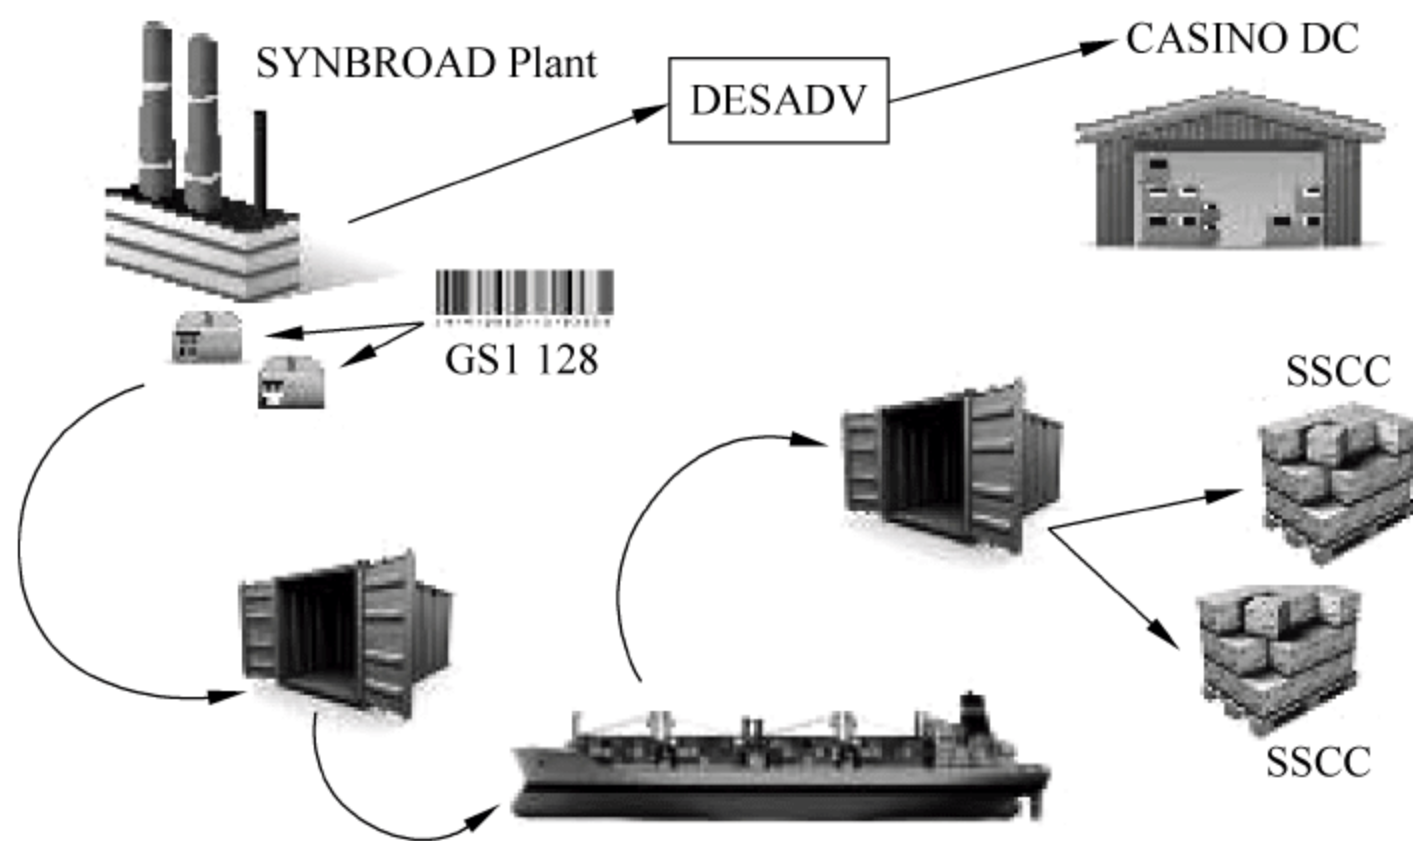 SYNBROAD Plant
DESADV
CASINO DC
GS1 128
SSCC
SSCC